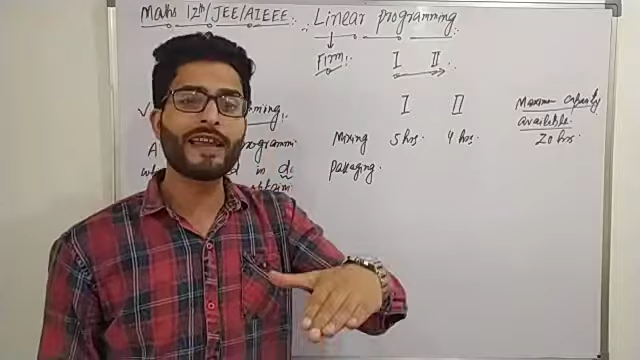 Maths 12th/JEE/AIEEE
Linear programming
Firm:
I II
I II
Maximum capacity
available
Mixing 5 hrs. 4 hrs. 20 hrs.
Packaging.
A
in